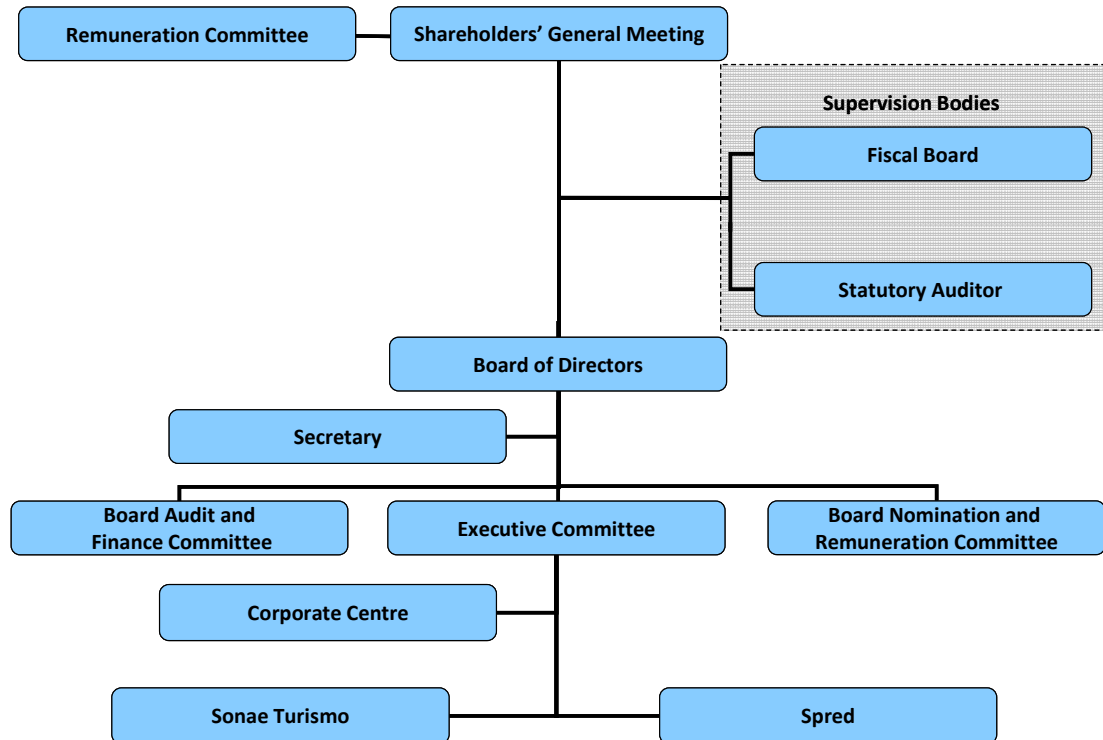 Remuneration Committee
Shareholders’ General Meeting
Supervision Bodies
Fiscal Board
Statutory Auditor
Board of Directors
Secretary
Board Audit and
Finance Committee
Executive Committee
Board Nomination and
Remuneration Committee
Corporate Centre
Sonae Turismo
Spred